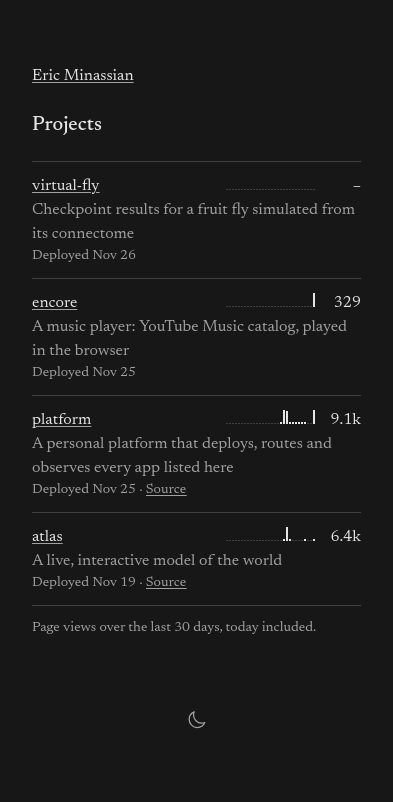 Eric Minassian
Projects
virtual-fly –
Checkpoint results for a fruit fly simulated from
its connectome
Deployed Nov 26
encore 329
A music player: YouTube Music catalog, played
in the browser
Deployed Nov 25
platform 9.1k
A personal platform that deploys, routes and
observes every app listed here
Deployed Nov 25 · Source
atlas 6.4k
A live, interactive model of the world
Deployed Nov 19 · Source
Page views over the last 30 days, today included.